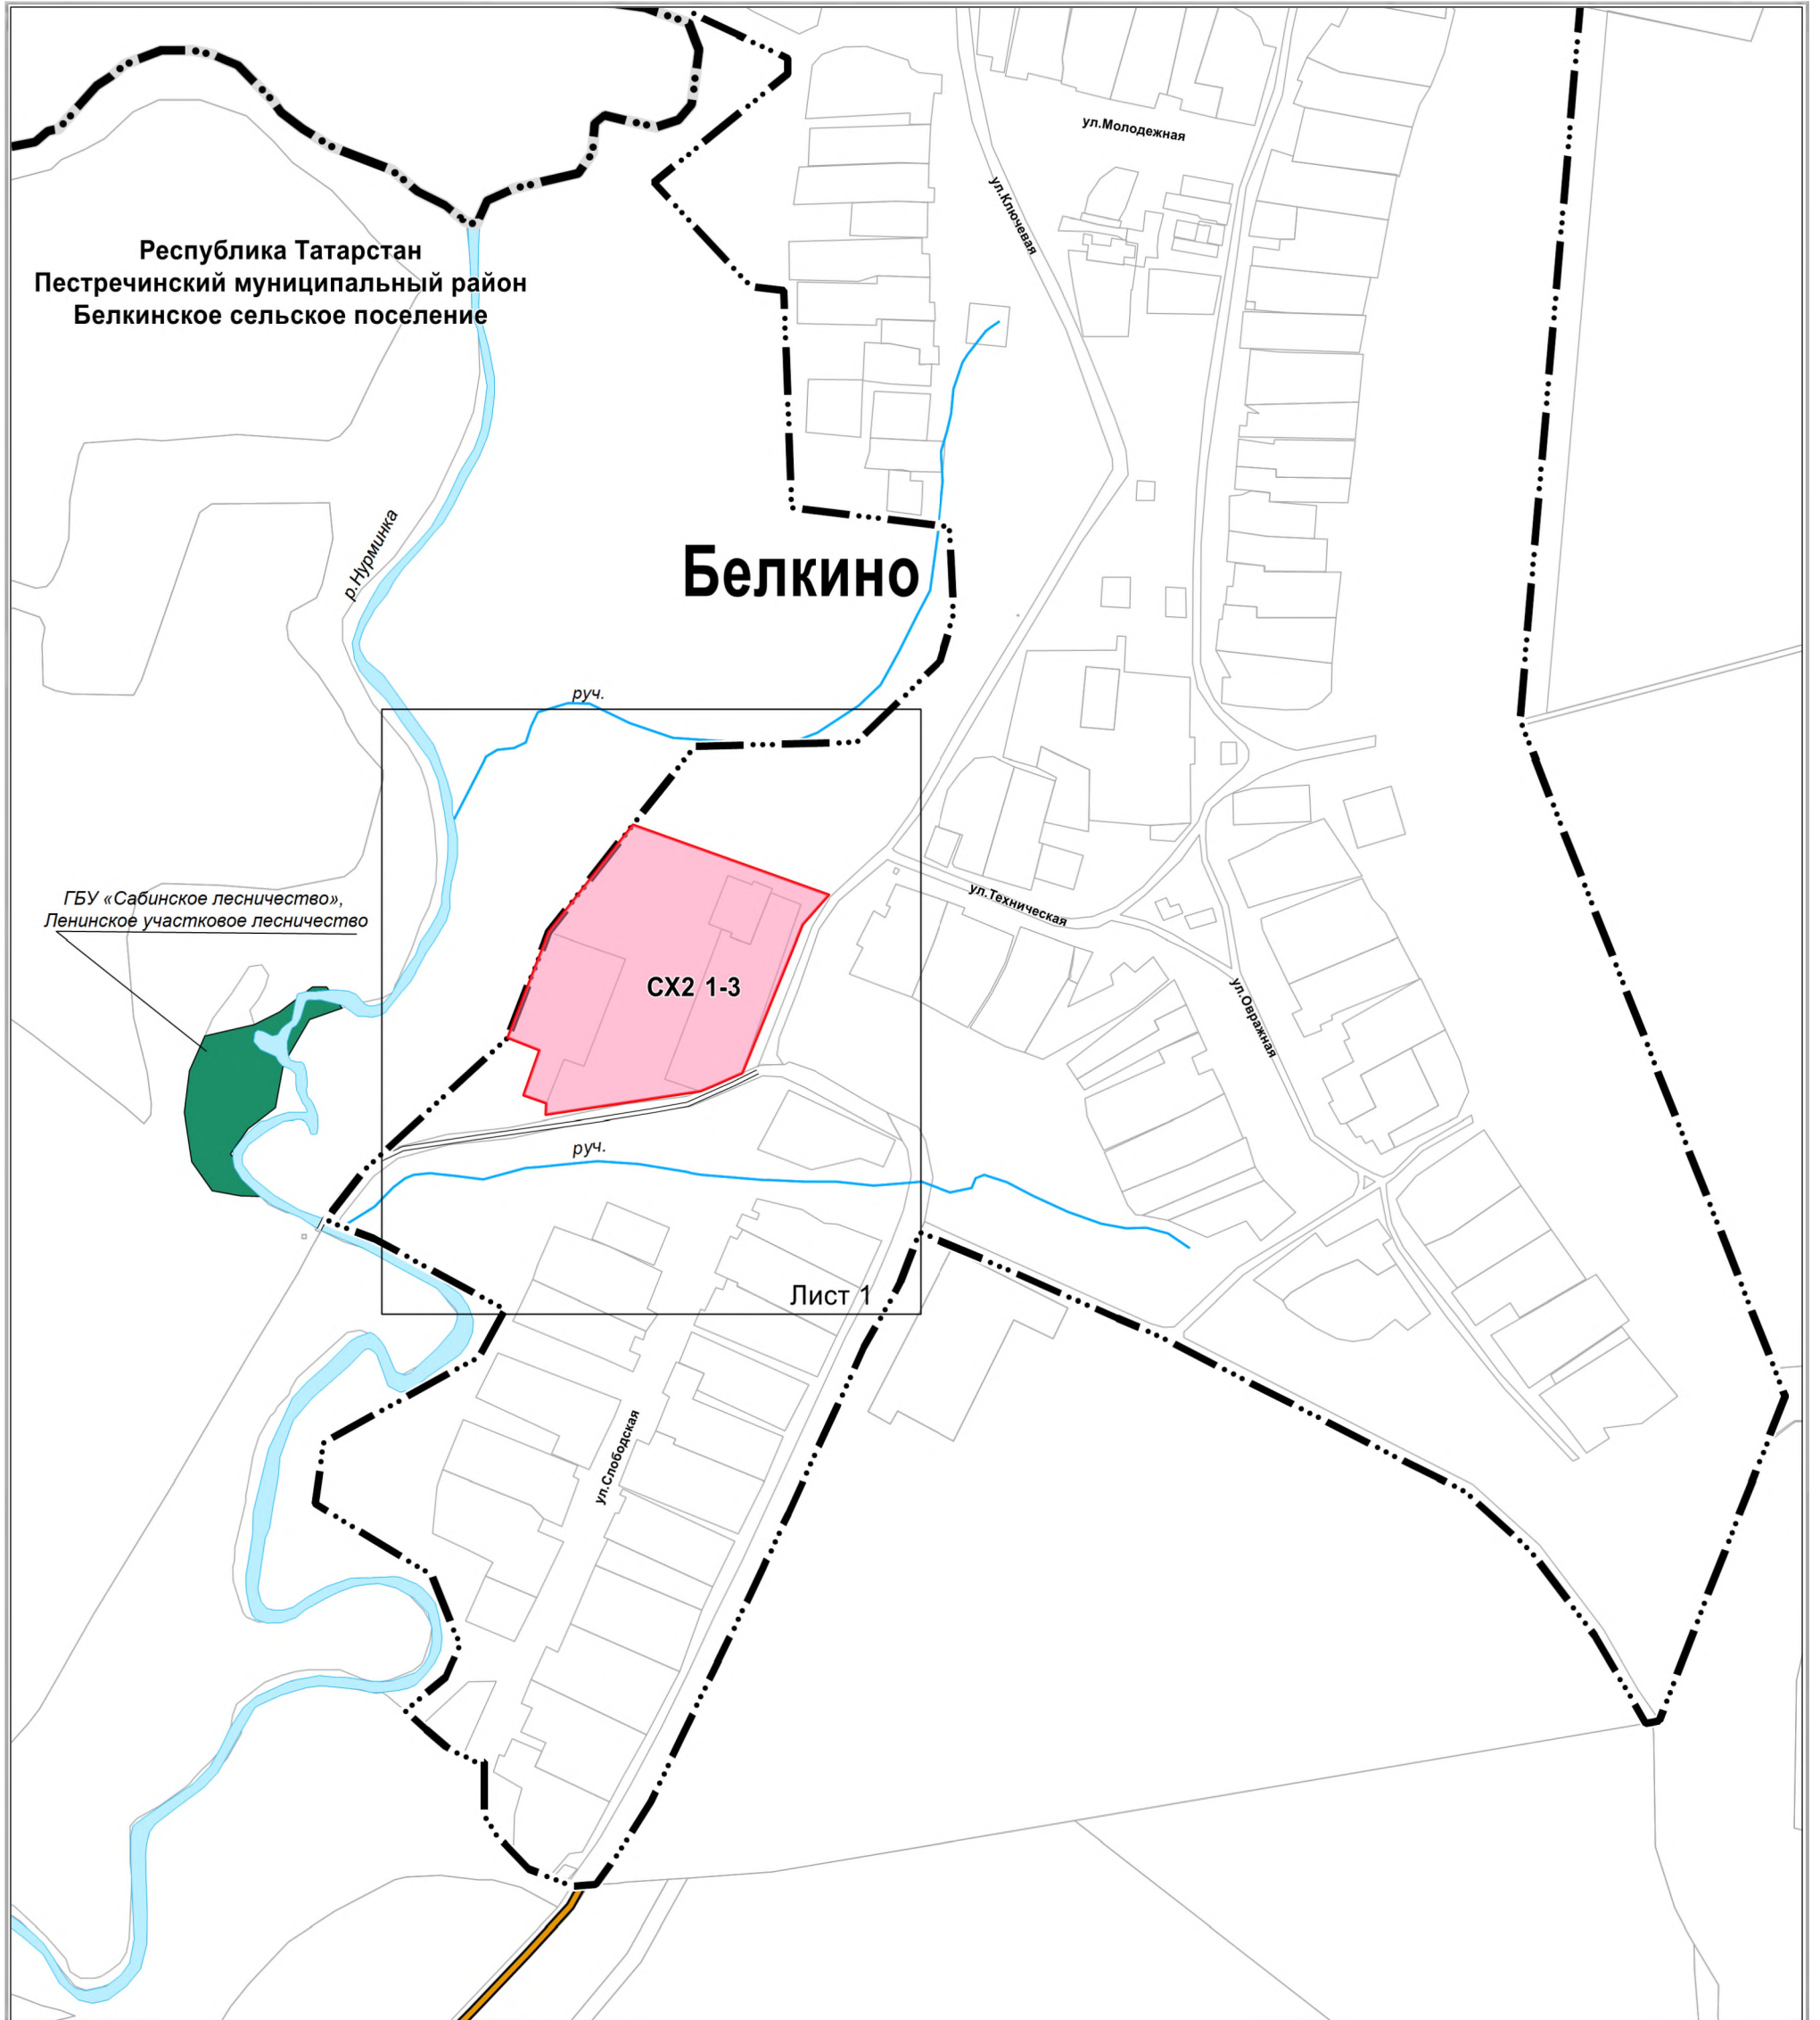 ул.Молодежная
ул.Ключевая
Республика Татарстан
Пестречинский муниципальный район
Белкинское сельское поселение
р.Нурминка
Белкино
руч.
ГБУ «Сабинское лесничество»,
Ленинское участковое лесничество
ул.Техническая
СХ2 1-3
ул.Овражная
руч.
Лист 1
ул.Слободская